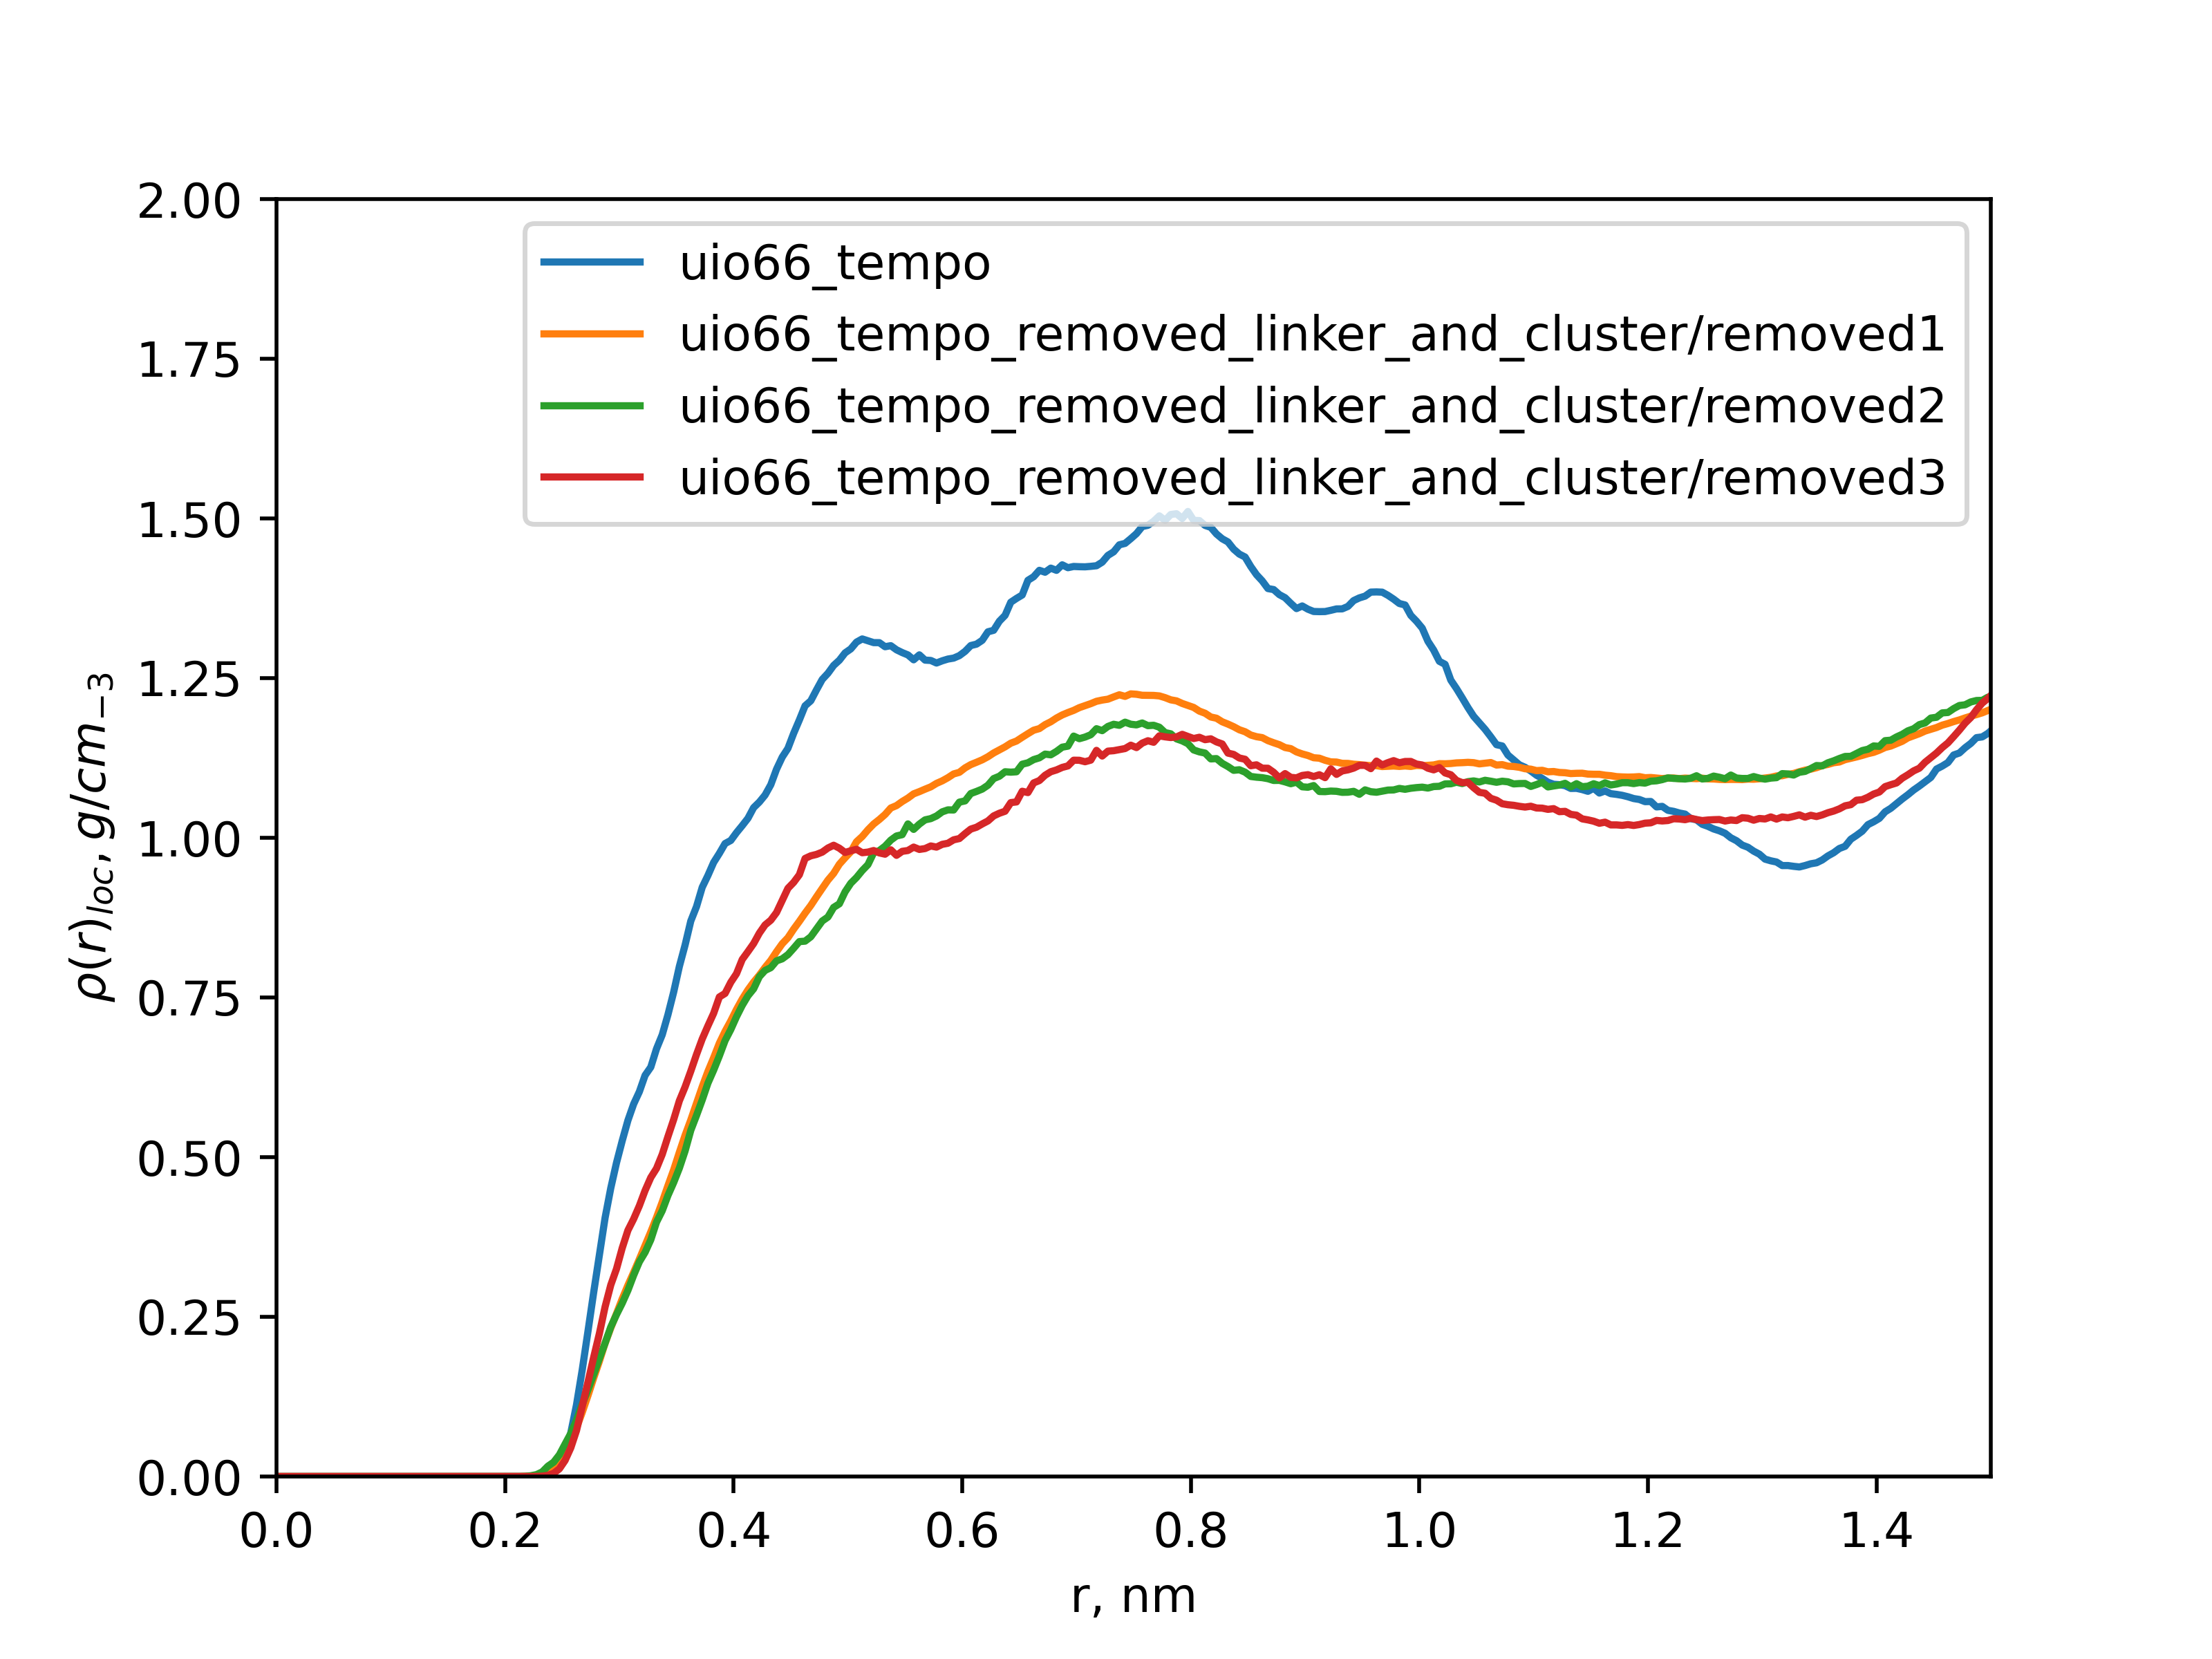 uio66_tempo
uio66_tempo_removed_linker_and_cluster/removed1
uio66_tempo_removed_linker_and_cluster/removed2
uio66_tempo_removed_linker_and_cluster/removed3
2.00
1.75
1.50
1.25
1.00
0.75
0.50
0.25
0.00
ρ(r)loc, g/cm−3
0.0 0.2 0.4 0.6 0.8 1.0 1.2 1.4
r, nm